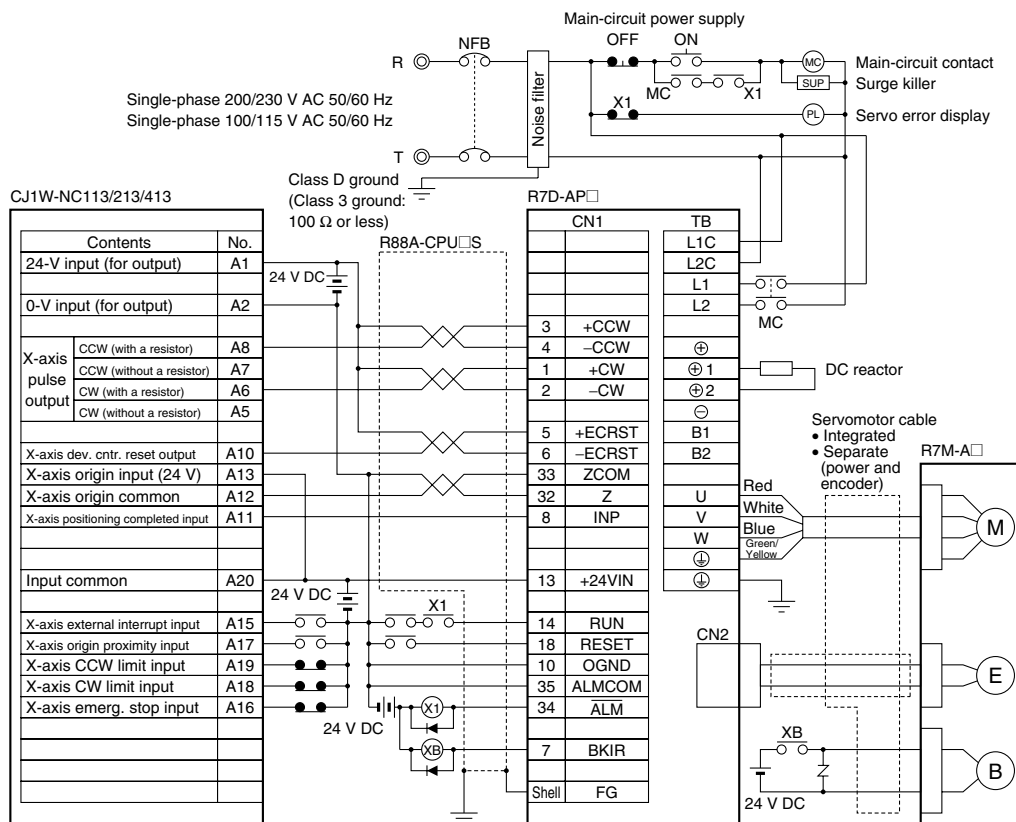 Main-circuit power supply
OFF ON
NFB
R
MC
Main-circuit contact
SUP
Surge killer
MC X1
Single-phase 200/230 V AC 50/60 Hz
Single-phase 100/115 V AC 50/60 Hz
Noise filter
X1
PL
Servo error display
T
Class D ground
(Class 3 ground:
100 Ω or less)
CJ1W-NC113/213/413
R7D-AP□
CN1 TB
R88A-CPU□S
Contents No.
L1C
24-V input (for output) A1
L2C
24 V DC
L1
0-V input (for output) A2
L2
MC
3 +CCW
X-axis pulse output
CCW (with a resistor) A8
4 −CCW
⊕
CCW (without a resistor) A7
1 +CW
⊕ 1
DC reactor
CW (with a resistor) A6
2 −CW
⊕ 2
CW (without a resistor) A5
⊖
5 +ECRST B1
X-axis dev. cntr. reset output A10
6 −ECRST B2
Servomotor cable
• Integrated
• Separate
(power and
encoder)
R7M-A□
X-axis origin input (24 V) A13
33 ZCOM
X-axis origin common A12
32 Z U
Red
X-axis positioning completed input A11
8 INP V
White
W
Blue
Green/
Yellow
M
Input common A20
13 +24VIN
24 V DC
X1
X-axis external interrupt input A15
14 RUN
X-axis origin proximity input A17
18 RESET
CN2
X-axis CCW limit input A19
10 OGND
E
X-axis CW limit input A18
35 ALMCOM
X-axis emerg. stop input A16
24 V DC
X1
34 ALM
XB
7 BKIR
XB
B
24 V DC
Shell FG